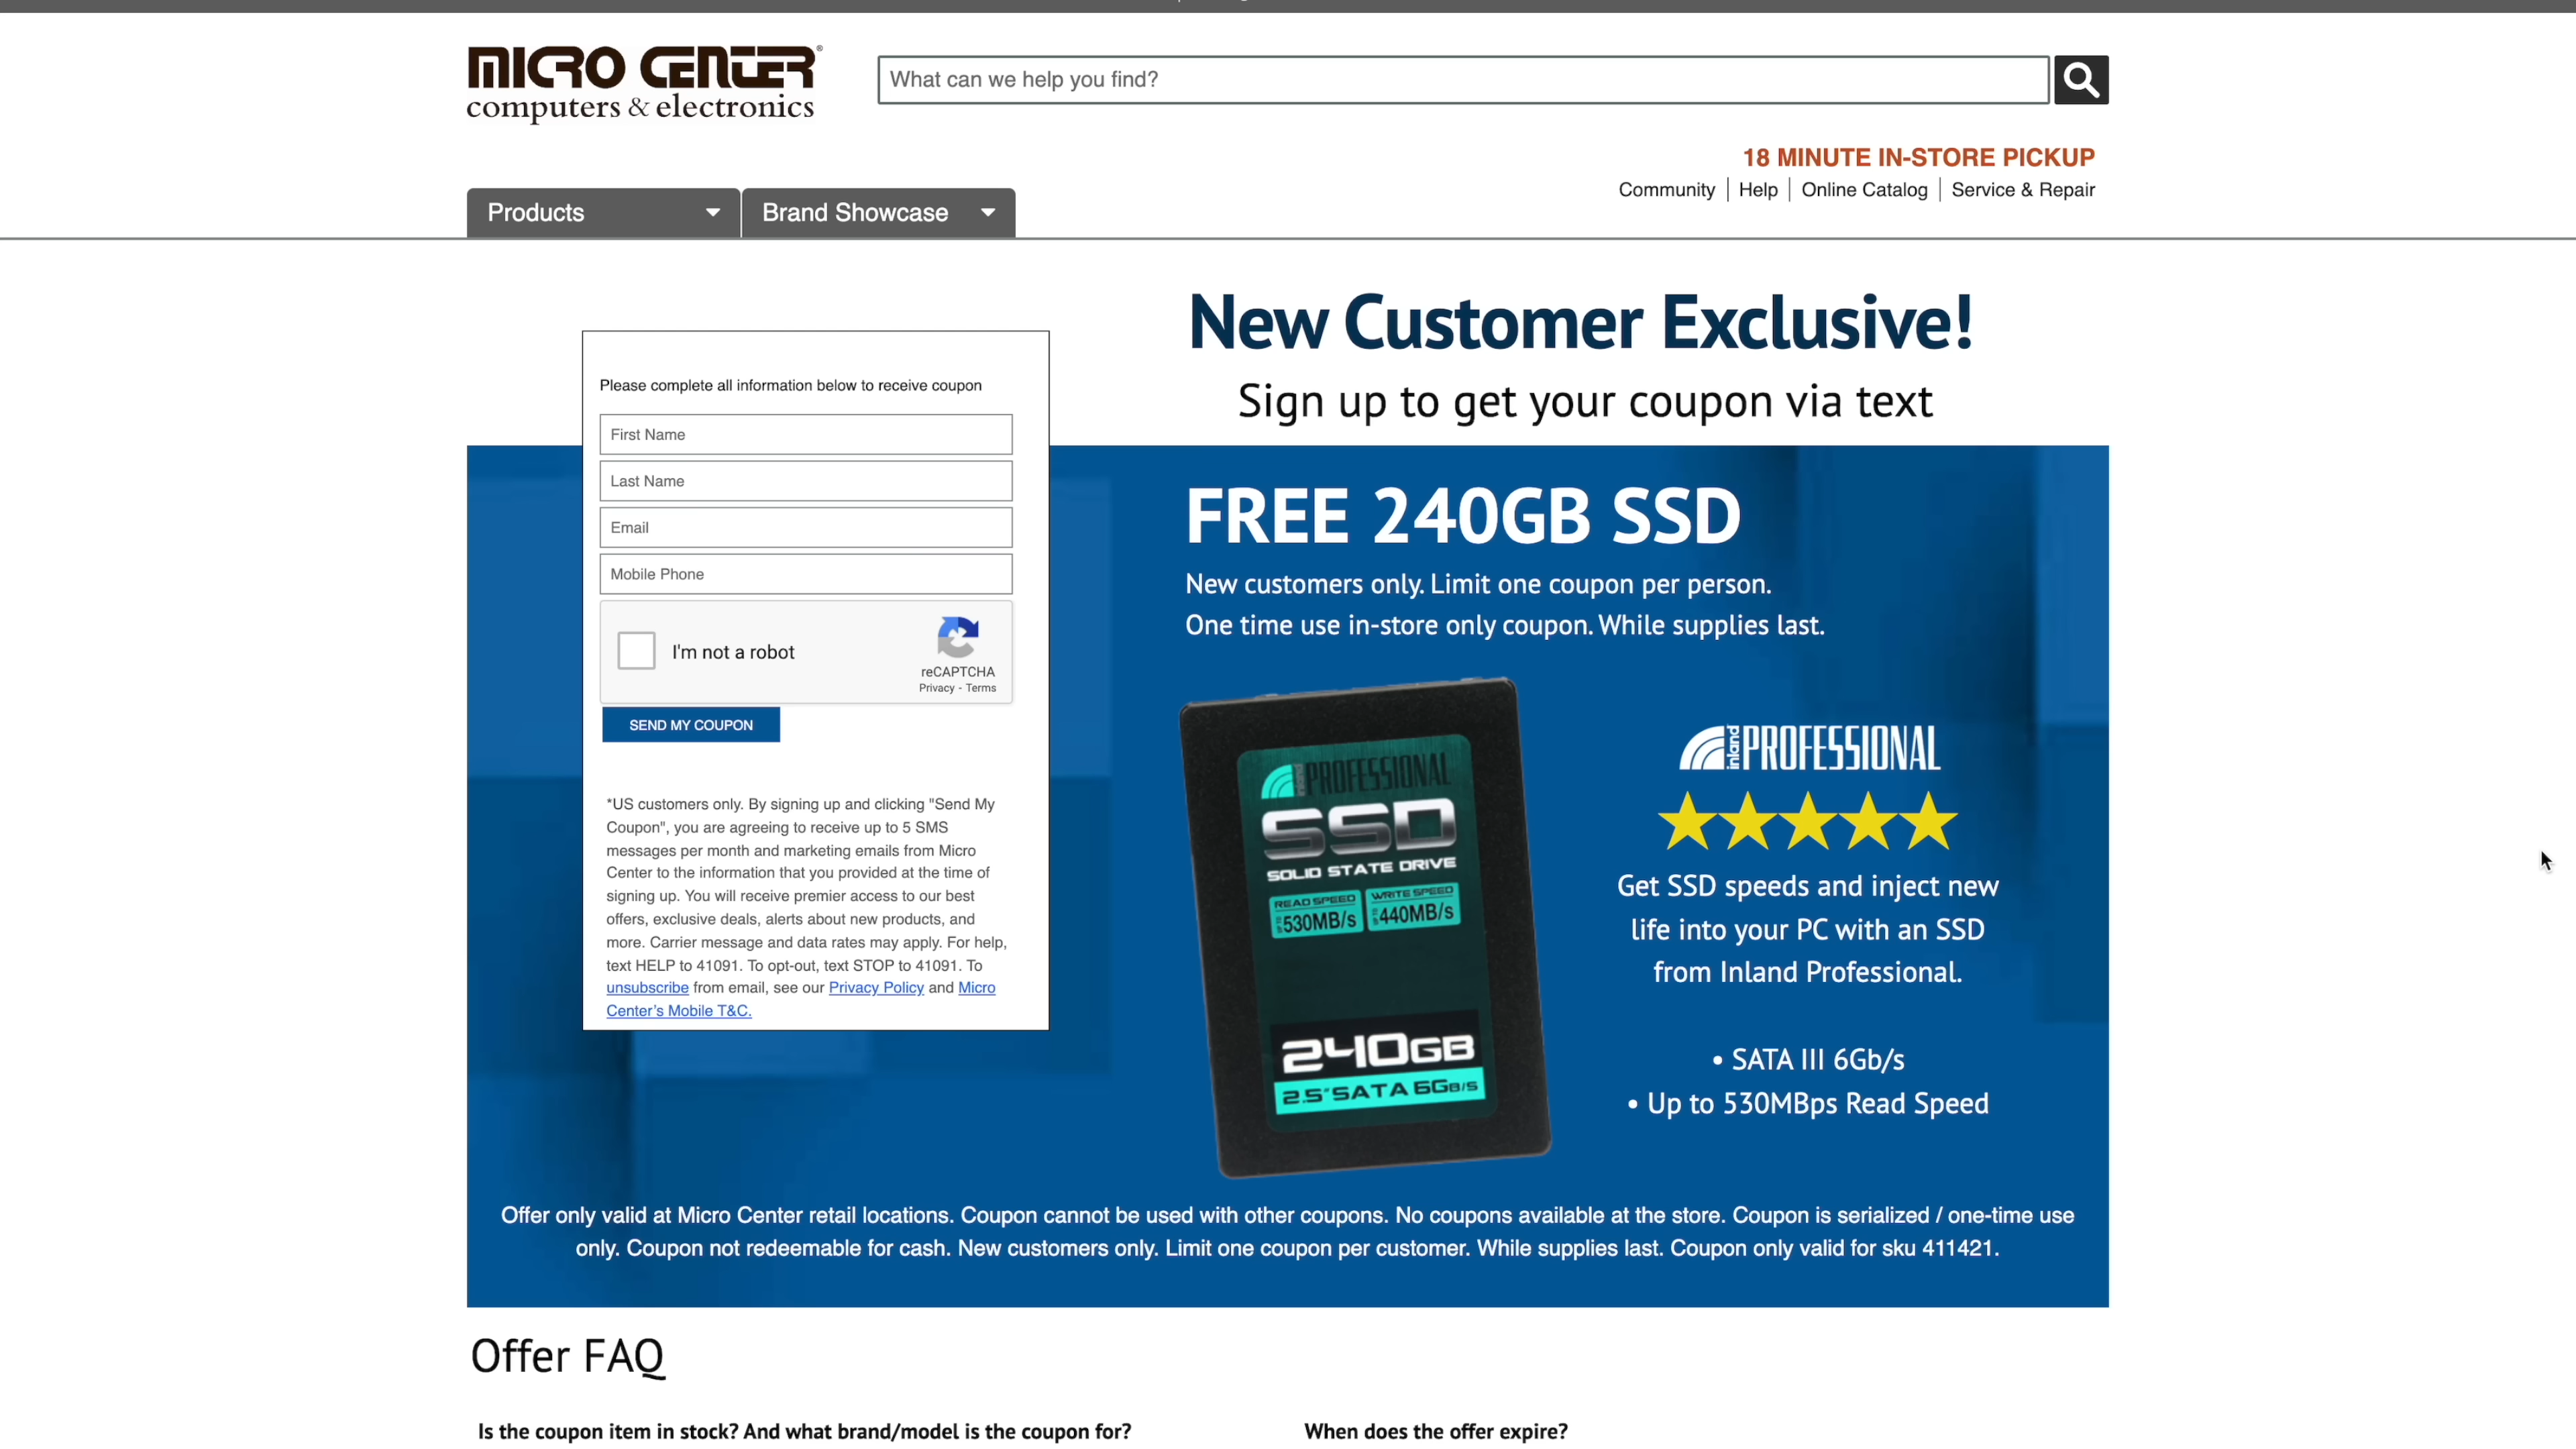 MICRO CENTER®
computers & electronics
What can we help you find?
18 MINUTE IN-STORE PICKUP
Community | Help | Online Catalog | Service & Repair
Products
Brand Showcase
New Customer Exclusive!
Sign up to get your coupon via text
Please complete all information below to receive coupon
First Name
Last Name
Email
Mobile Phone
I'm not a robot
reCAPTCHA
Privacy - Terms
SEND MY COUPON
*US customers only. By signing up and clicking "Send My
Coupon", you are agreeing to receive up to 5 SMS
messages per month and marketing emails from Micro
Center to the information that you provided at the time of
signing up. You will receive premier access to our best
offers, exclusive deals, alerts about new products, and
more. Carrier message and data rates may apply. For help,
text HELP to 41091. To opt-out, text STOP to 41091. To
unsubscribe from email, see our Privacy Policy and Micro
Center's Mobile T&C.
FREE 240GB SSD
New customers only. Limit one coupon per person.
One time use in-store only coupon. While supplies last.
inland PROFESSIONAL
SSD
SOLID STATE DRIVE
READ SPEED WRITE SPEED
UP TO 530MB/s UP TO 440MB/s
240GB
2.5" SATA 6GB/S
inland PROFESSIONAL
Get SSD speeds and inject new
life into your PC with an SSD
from Inland Professional.
• SATA III 6Gb/s
• Up to 530MBps Read Speed
Offer only valid at Micro Center retail locations. Coupon cannot be used with other coupons. No coupons available at the store. Coupon is serialized / one-time use
only. Coupon not redeemable for cash. New customers only. Limit one coupon per customer. While supplies last. Coupon only valid for sku 411421.
Offer FAQ
Is the coupon item in stock? And what brand/model is the coupon for?
When does the offer expire?